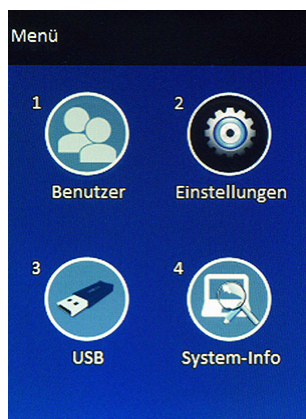 Menü
1
2
Benutzer
Einstellungen
3
4
USB
System-Info